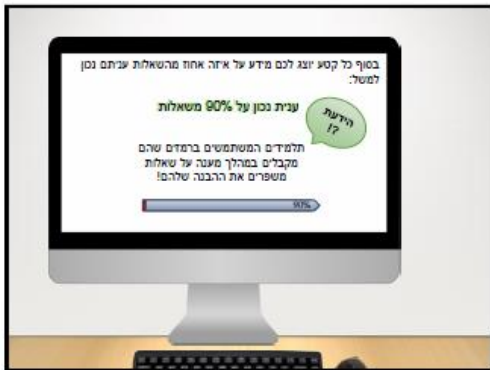 בסוף כל קטע יוצג לכם מידע על איזה אחוז מהשאלות עניתם נכון
למשל:
ענית נכון על 90% משאלות
הידעת
?!
תלמידים המשתמשים ברמזים שהם
מקבלים במהלך מענה על שאלות
משפרים את ההבנה שלהם!
90%